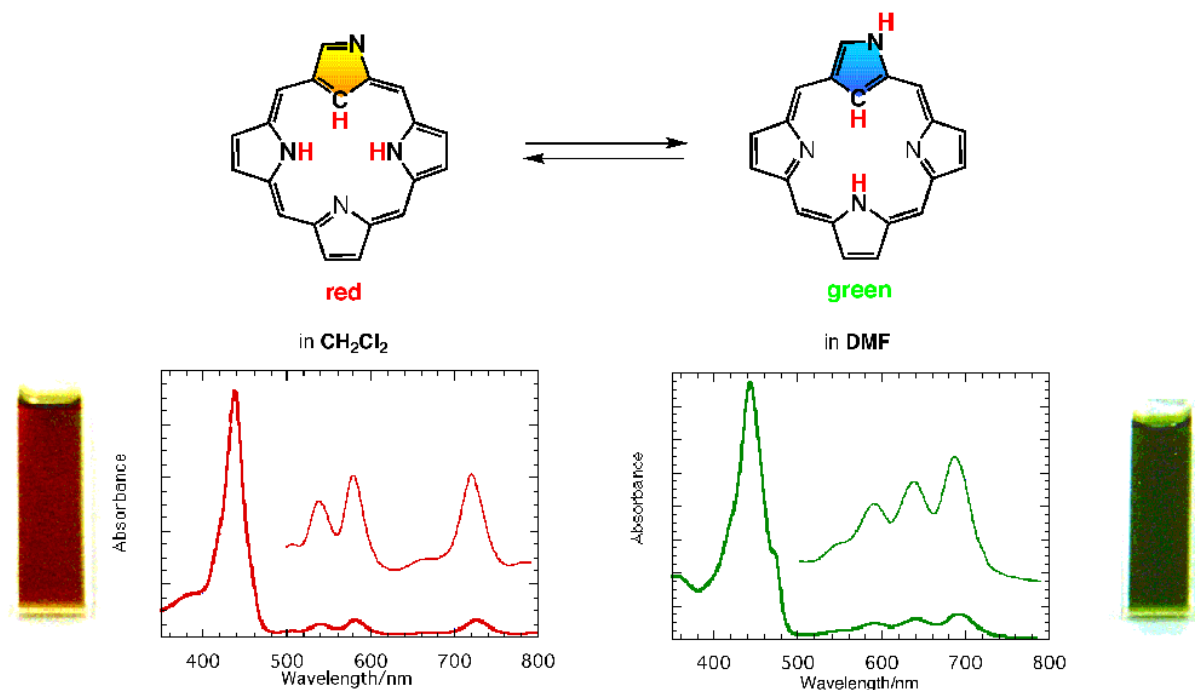 N
C
H
NH
HN
N
red
in CH₂Cl₂
H
N
C
H
N
N
H
N
green
in DMF
Absorbance
400 500 600 700 800
Wavelength/nm
Absorbance
400 500 600 700 800
Wavelength/nm